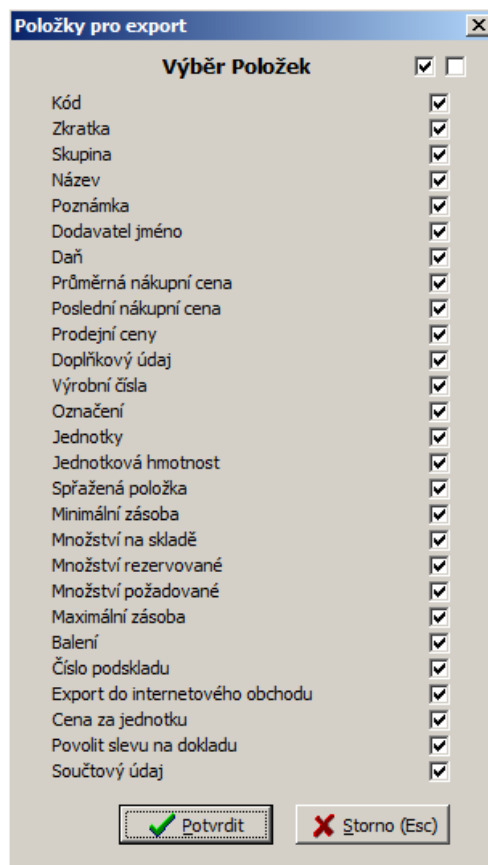 Položky pro export
Výběr Položek
Kód
Zkratka
Skupina
Název
Poznámka
Dodavatel jméno
Daň
Průměrná nákupní cena
Poslední nákupní cena
Prodejní ceny
Doplňkový údaj
Výrobní čísla
Označení
Jednotky
Jednotková hmotnost
Spřažená položka
Minimální zásoba
Množství na skladě
Množství rezervované
Množství požadované
Maximální zásoba
Balení
Číslo podskladu
Export do internetového obchodu
Cena za jednotku
Povolit slevu na dokladu
Součtový údaj
Potvrdit Storno (Esc)